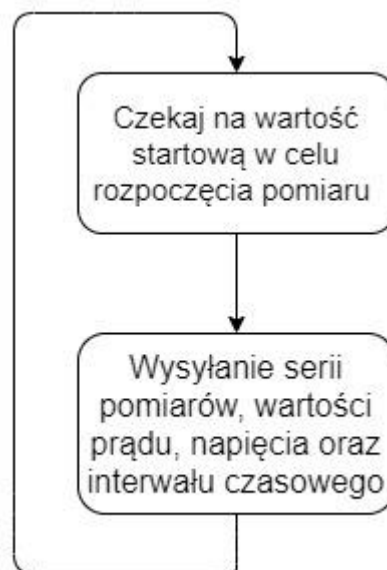 Czekaj na wartość
startową w celu
rozpoczęcia pomiaru
Wysyłanie serii
pomiarów, wartości
prądu, napięcia oraz
interwału czasowego